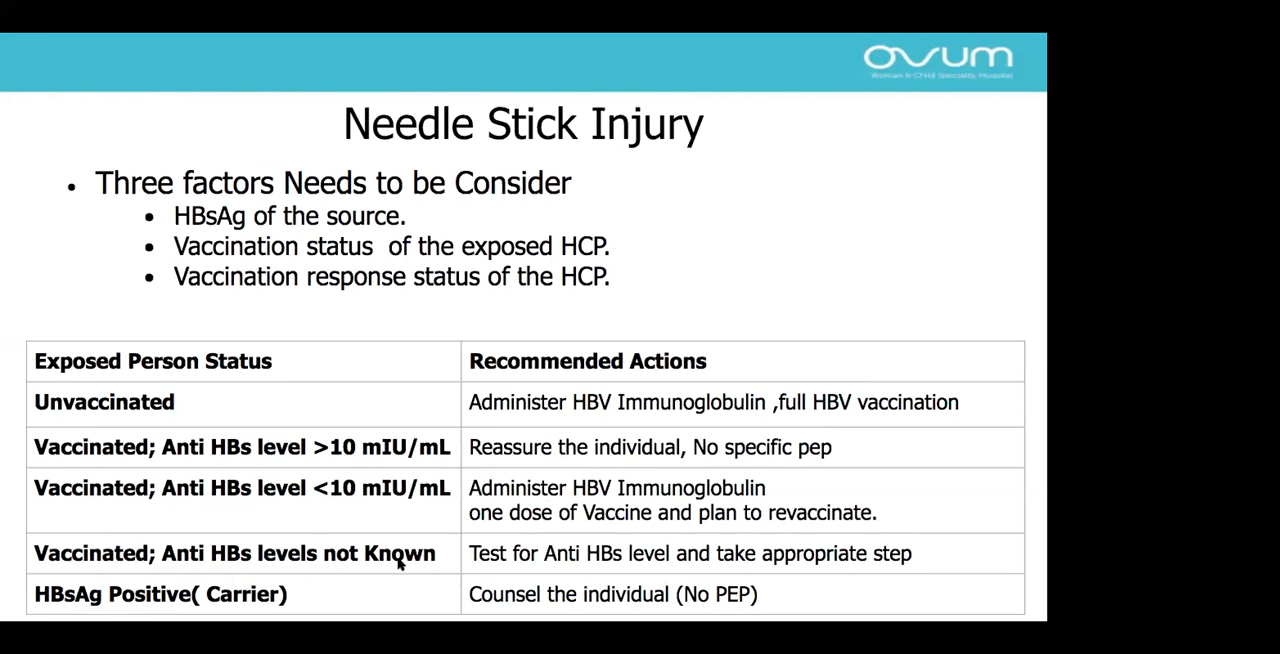 ovum
Woman & Child Speciality Hospital
Needle Stick Injury
• Three factors Needs to be Consider
• HBsAg of the source.
• Vaccination status of the exposed HCP.
• Vaccination response status of the HCP.
Exposed Person Status Recommended Actions
Unvaccinated Administer HBV Immunoglobulin ,full HBV vaccination
Vaccinated; Anti HBs level >10 mIU/mL Reassure the individual, No specific pep
Vaccinated; Anti HBs level <10 mIU/mL Administer HBV Immunoglobulin
one dose of Vaccine and plan to revaccinate.
Vaccinated; Anti HBs levels not Known Test for Anti HBs level and take appropriate step
HBsAg Positive( Carrier) Counsel the individual (No PEP)